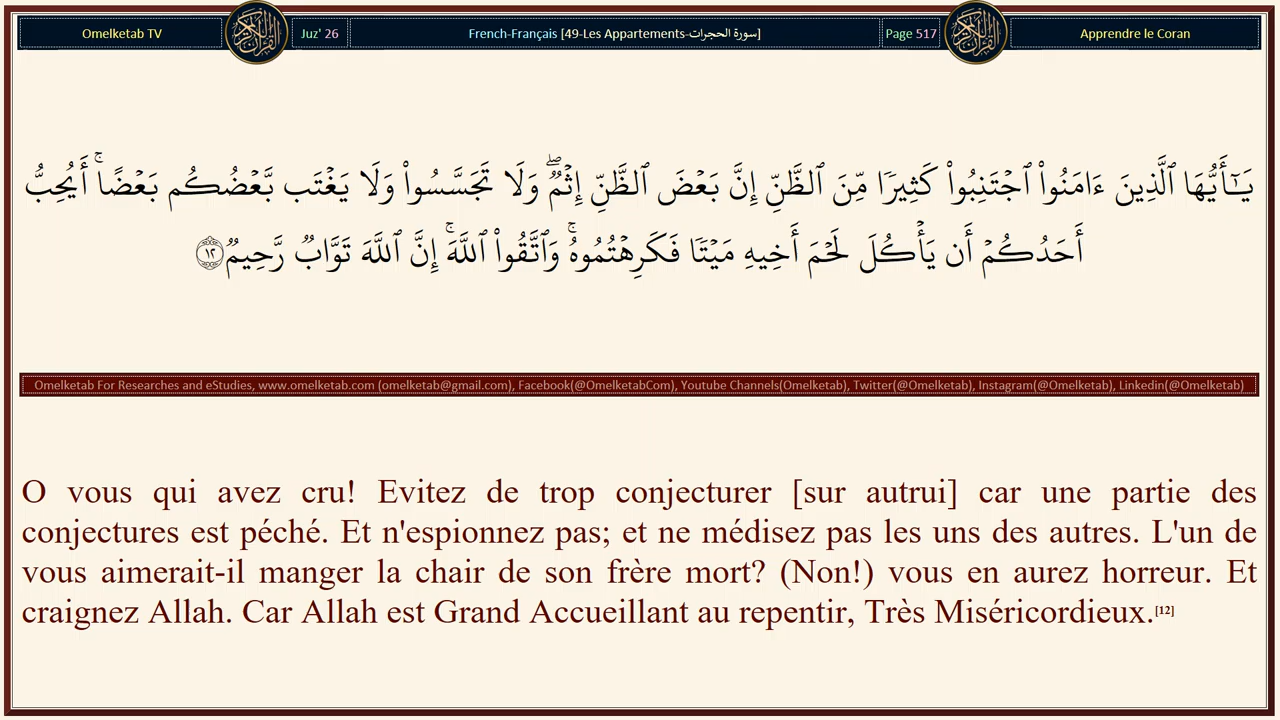 Omelketab TV
Juz' 26
French-Français [49-Les Appartements-سورة الحجرات]
Page 517
Apprendre le Coran
يَـٰٓأَيُّهَا ٱلَّذِينَ ءَامَنُوا۟ ٱجْتَنِبُوا۟ كَثِيرًا مِّنَ ٱلظَّنِّ إِنَّ بَعْضَ ٱلظَّنِّ إِثْمٌ ۖ وَلَا تَجَسَّسُوا۟ وَلَا يَغْتَب بَّعْضُكُم بَعْضًا ۚ أَيُحِبُّ
أَحَدُكُمْ أَن يَأْكُلَ لَحْمَ أَخِيهِ مَيْتًا فَكَرِهْتُمُوهُ ۚ وَٱتَّقُوا۟ ٱللَّهَ ۚ إِنَّ ٱللَّهَ تَوَّابٌ رَّحِيمٌ ١٢
Omelketab For Researches and eStudies, www.omelketab.com (omelketab@gmail.com), Facebook(@OmelketabCom), Youtube Channels(Omelketab), Twitter(@Omelketab), Instagram(@Omelketab), Linkedin(@Omelketab)
O vous qui avez cru! Evitez de trop conjecturer [sur autrui] car une partie des
conjectures est péché. Et n'espionnez pas; et ne médisez pas les uns des autres. L'un de
vous aimerait-il manger la chair de son frère mort? (Non!) vous en aurez horreur. Et
craignez Allah. Car Allah est Grand Accueillant au repentir, Très Miséricordieux.[12]